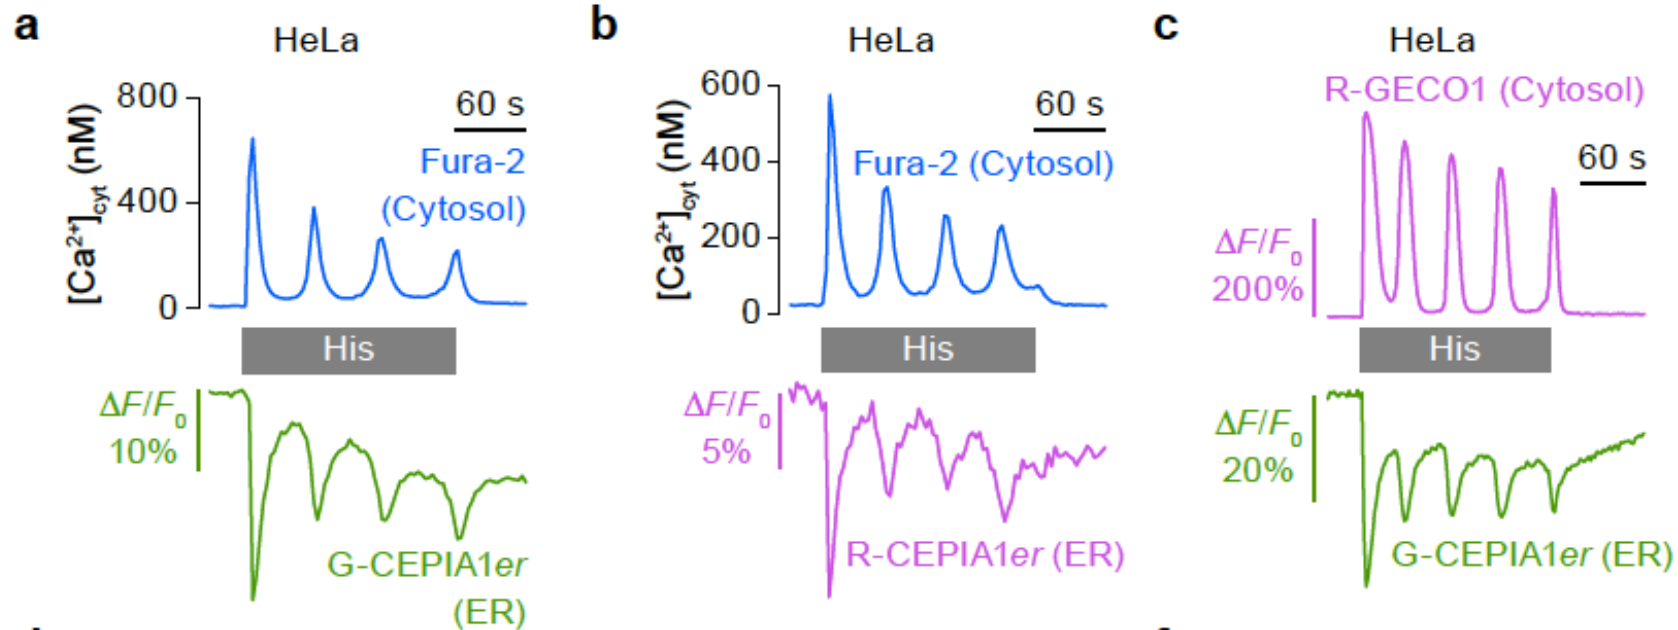 a
HeLa
800
400
0
[Ca²⁺]cyt (nM)
60 s
Fura-2
(Cytosol)
His
ΔF/F₀
10%
G-CEPIA1er
(ER)
b
HeLa
600
400
200
0
[Ca²⁺]cyt (nM)
60 s
Fura-2 (Cytosol)
His
ΔF/F₀
5%
R-CEPIA1er (ER)
c
HeLa
R-GECO1 (Cytosol)
60 s
ΔF/F₀
200%
His
ΔF/F₀
20%
G-CEPIA1er (ER)